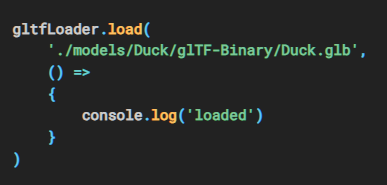 gltfLoader.load(
    './models/Duck/glTF-Binary/Duck.glb',
    () =>
    {
        console.log('loaded')
    }
)